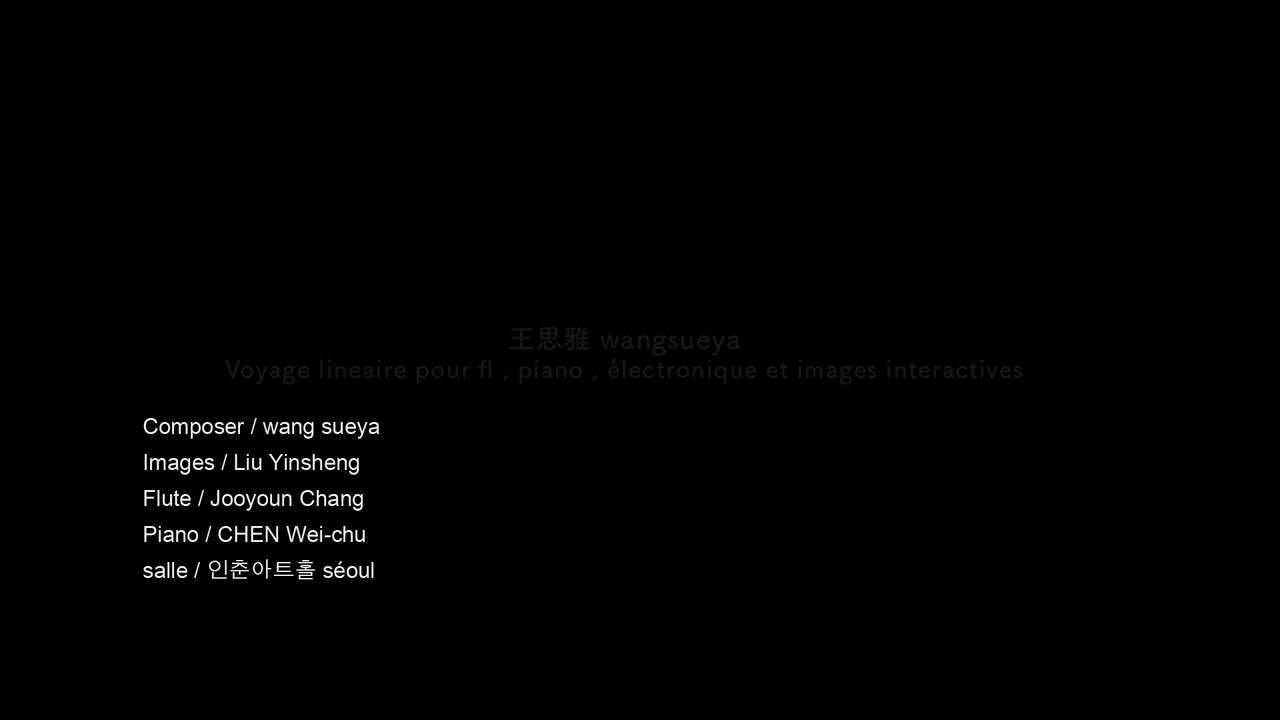 王思雅 wangsueya
Voyage lineaire pour fl , piano , électronique et images interactives
Composer / wang sueya
Images / Liu Yinsheng
Flute / Jooyoun Chang
Piano / CHEN Wei-chu
salle / 인춘아트홀 séoul